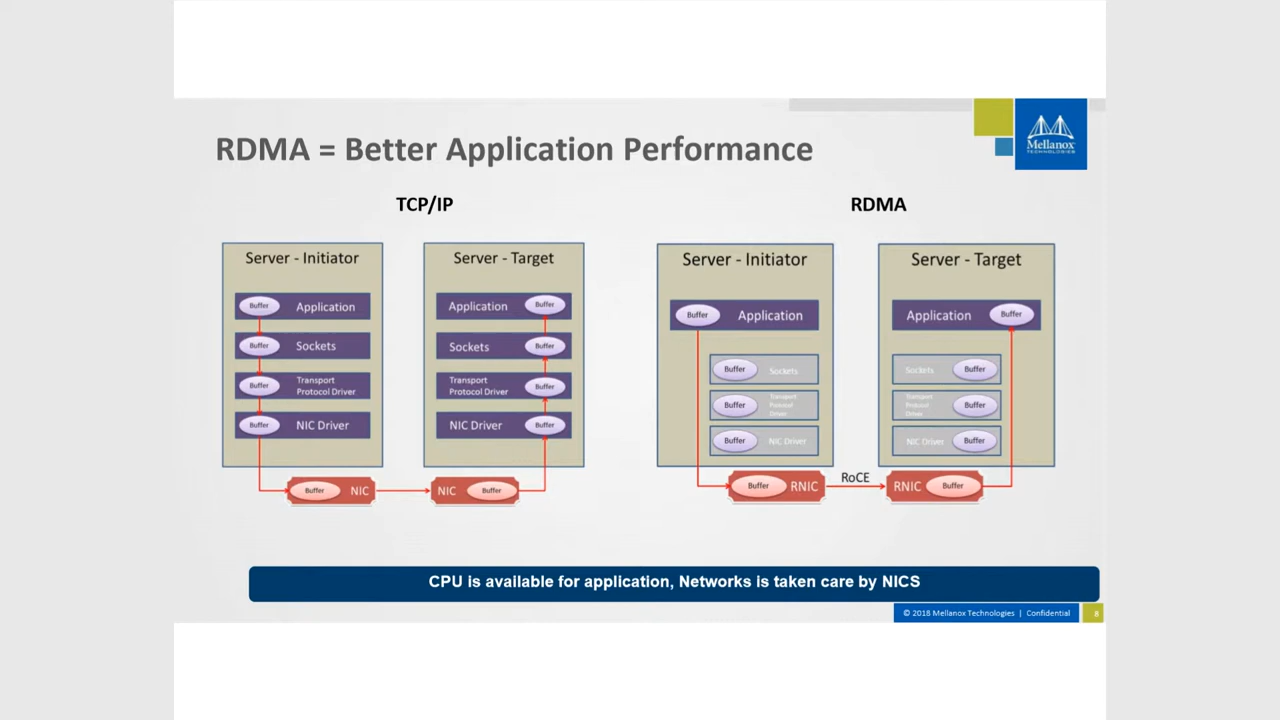 RDMA = Better Application Performance
Mellanox
TECHNOLOGIES
TCP/IP
Server - Initiator
Buffer Application
Buffer Sockets
Buffer Transport
Protocol Driver
Buffer NIC Driver
Buffer NIC
Server - Target
Application Buffer
Sockets Buffer
Transport
Protocol Driver Buffer
NIC Driver Buffer
NIC Buffer
RDMA
Server - Initiator
Buffer Application
Buffer Sockets
Buffer Transport
Protocol
Driver
Buffer NIC Driver
Buffer RNIC
RoCE
Server - Target
Application Buffer
Sockets Buffer
Transport
Protocol
Driver Buffer
NIC Driver Buffer
RNIC Buffer
CPU is available for application, Networks is taken care by NICS
© 2018 Mellanox Technologies | Confidential 8